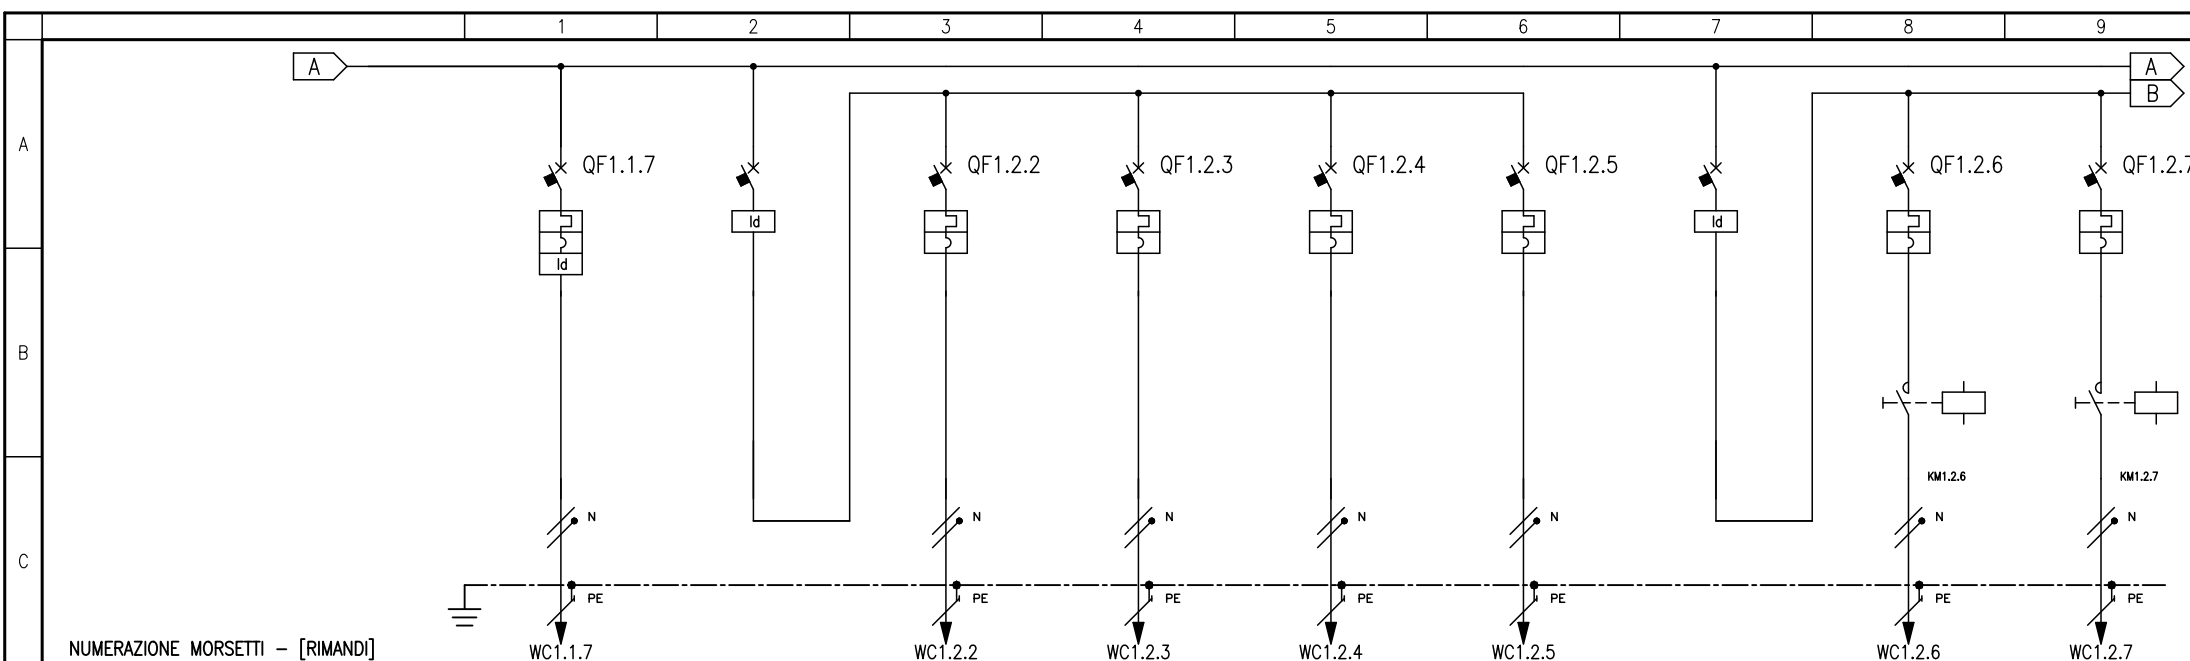 1 2 3 4 5 6 7 8 9
A A
B
A
QF1.1.7 QF1.2.2 QF1.2.3 QF1.2.4 QF1.2.5 QF1.2.6 QF1.2.7
Id Id
Id
B
KM1.2.6 KM1.2.7
N N N N N N N
C
PE PE PE PE PE PE PE
NUMERAZIONE MORSETTI - [RIMANDI] WC1.1.7 WC1.2.2 WC1.2.3 WC1.2.4 WC1.2.5 WC1.2.6 WC1.2.7